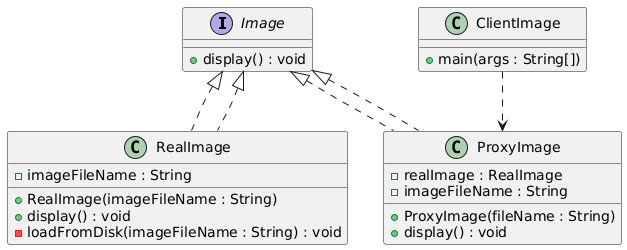 I Image
display() : void
C ClientImage
main(args : String[])
C RealImage
imageFileName : String
RealImage(imageFileName : String)
display() : void
loadFromDisk(imageFileName : String) : void
C ProxyImage
realImage : RealImage
imageFileName : String
ProxyImage(fileName : String)
display() : void